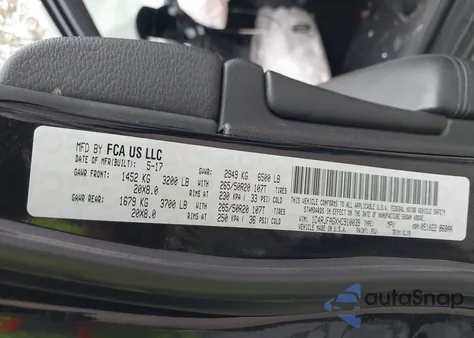 MFD BY FCA US LLC
DATE OF MFR(BUILT): 5-17
GVWR: 2949 KG 6500 LB
GAWR FRONT: 1452 KG 3200 LB WITH 265/50R20 107T TIRES
20X8.0 RIMS AT 230 KPA ( 33 PSI) COLD
GAWR REAR: 1679 KG 3700 LB WITH 265/50R20 107T TIRES
20X8.0 RIMS AT 250 KPA ( 36 PSI) COLD
THIS VEHICLE CONFORMS TO ALL APPLICABLE U.S.A. FEDERAL MOTOR VEHICLE SAFETY
STANDARDS IN EFFECT ON THE DATE OF MANUFACTURE SHOWN ABOVE.
TYPE: MPV
MADE IN U.S.A.
autoSnap